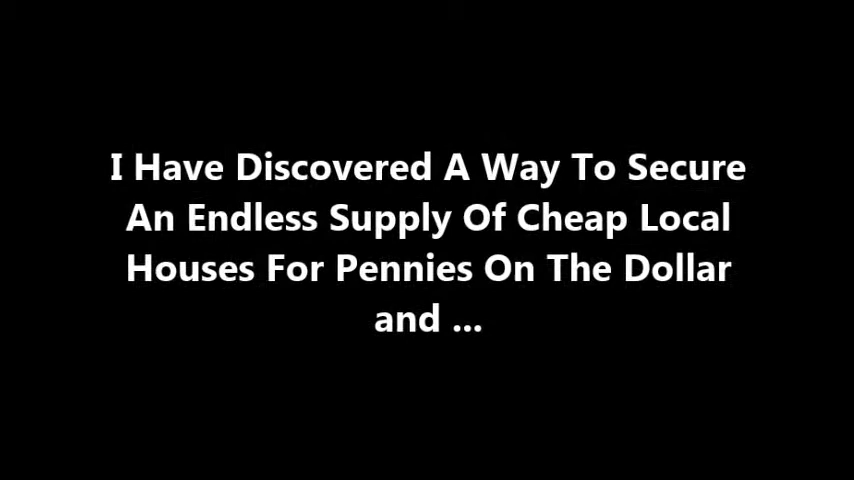 I Have Discovered A Way To Secure
An Endless Supply Of Cheap Local
Houses For Pennies On The Dollar
and ...